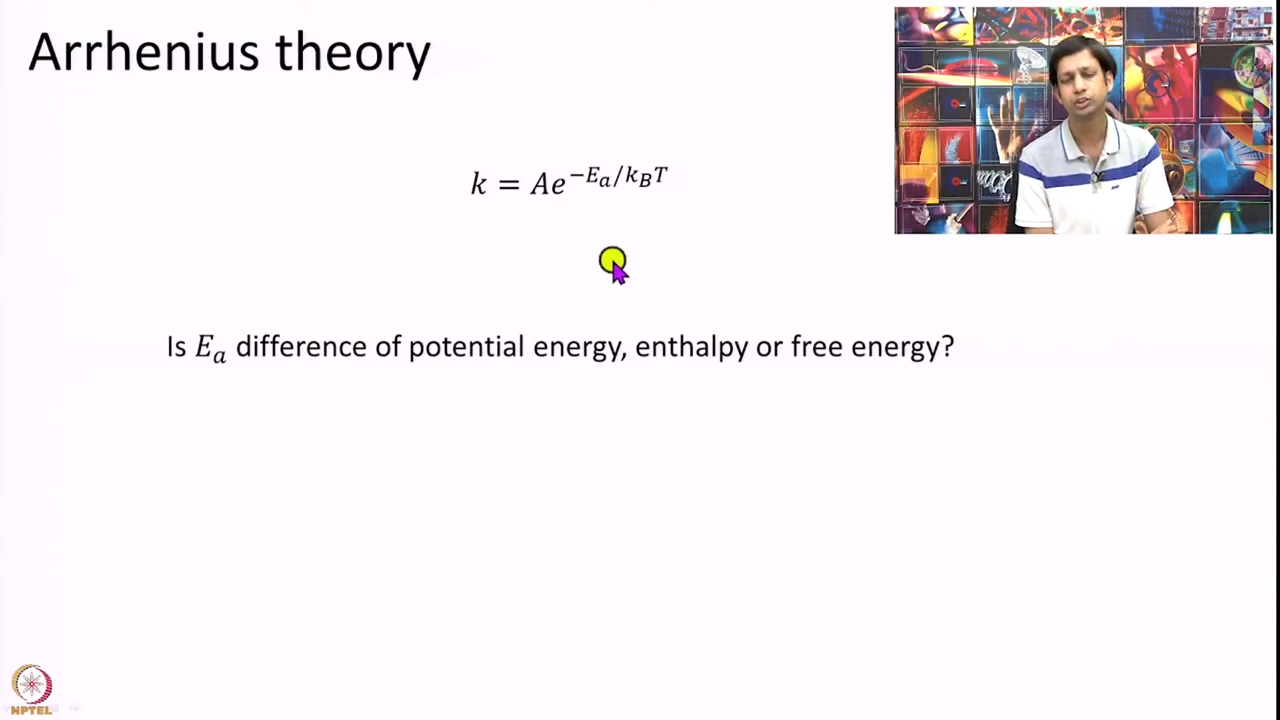 Arrhenius theory
k = Ae^{-E_a/k_BT}
Is E_a difference of potential energy, enthalpy or free energy?
NPTEL